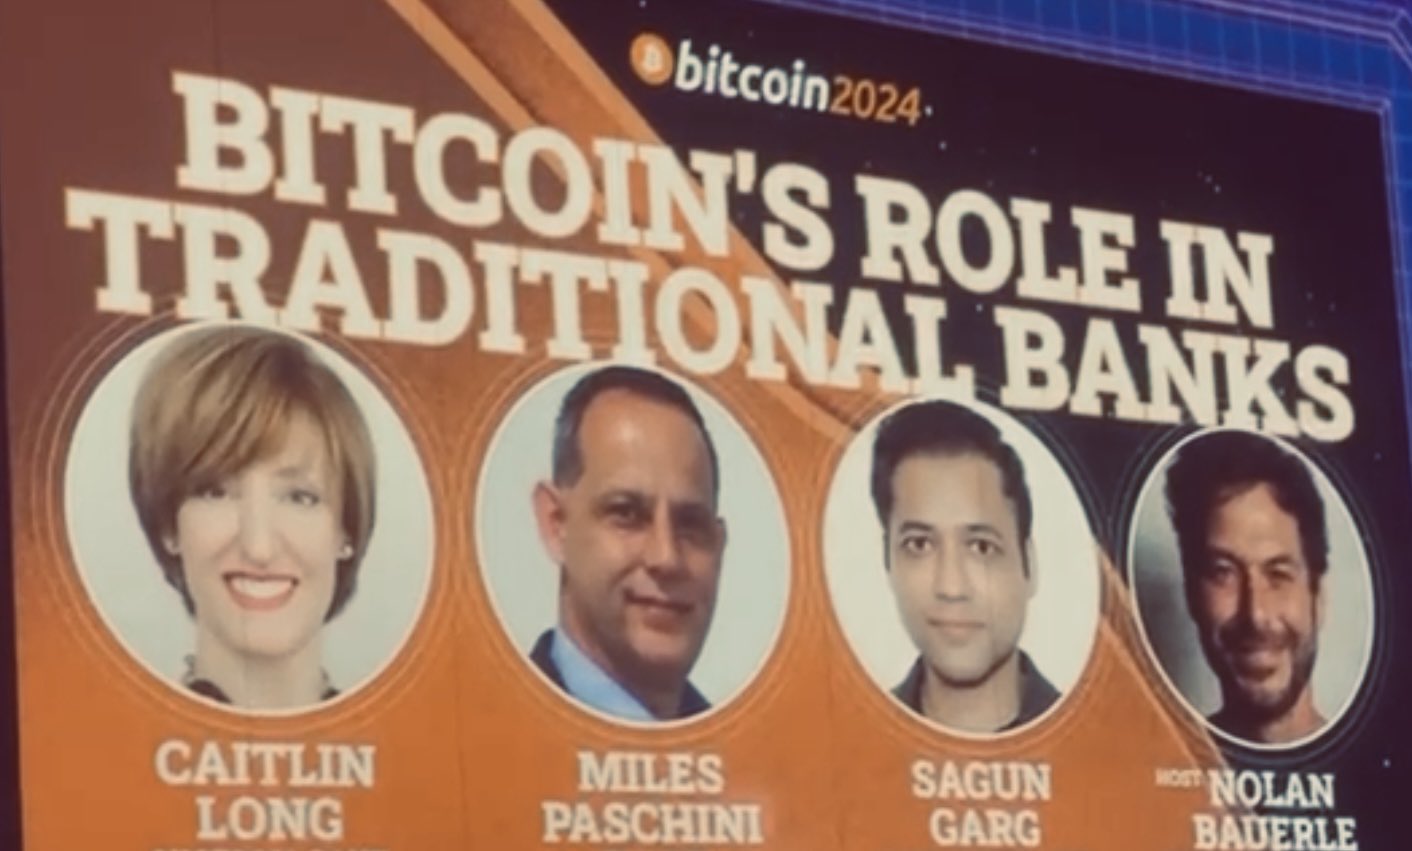 bitcoin2024
BITCOIN'S ROLE IN
TRADITIONAL BANKS
CAITLIN
LONG
MILES
PASCHINI
SAGUN
GARG
HOST NOLAN
BAUERLE